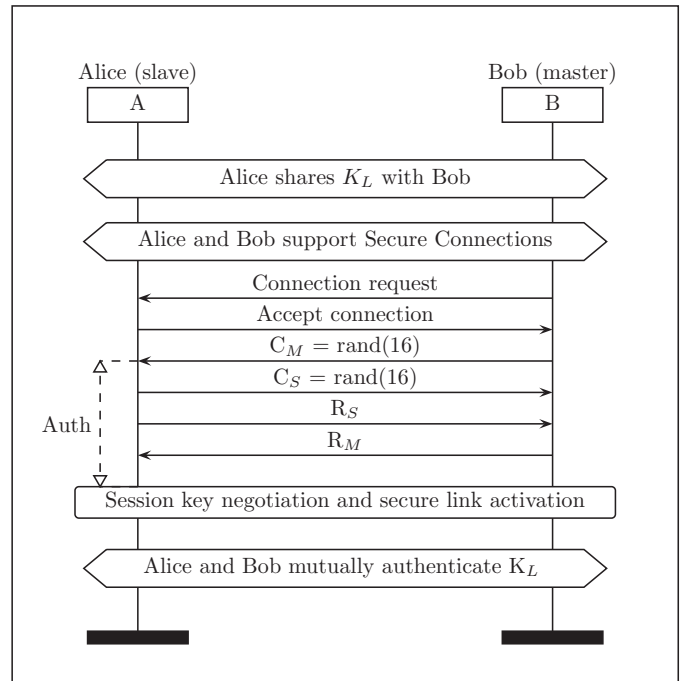 Alice (slave)
Bob (master)
A
B
Alice shares K_L with Bob
Alice and Bob support Secure Connections
Connection request
Accept connection
C_M = rand(16)
C_S = rand(16)
R_S
Auth
R_M
Session key negotiation and secure link activation
Alice and Bob mutually authenticate K_L